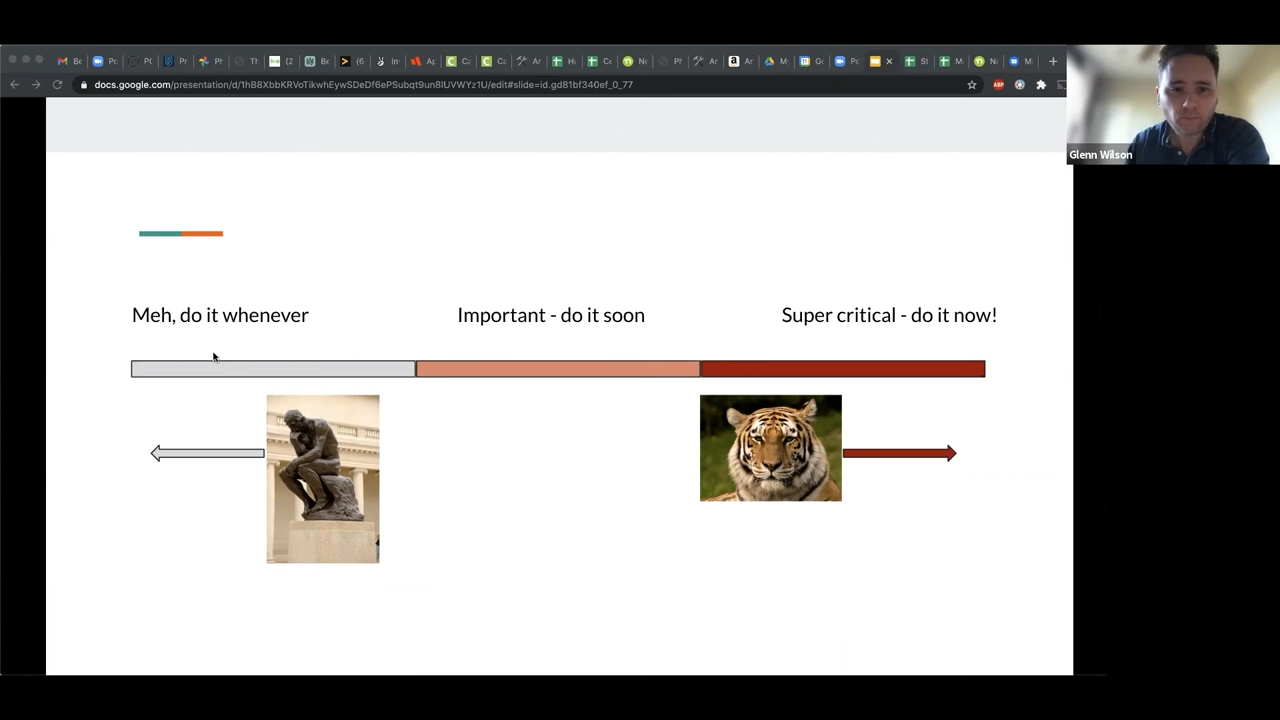 docs.google.com/presentation/d/1hB8XbbKRVoTikwhEywSDeDf6ePSubqt9un8lUVWYz1U/edit#slide=id.gd81bf340ef_0_77
Glenn Wilson
Meh, do it whenever
Important - do it soon
Super critical - do it now!